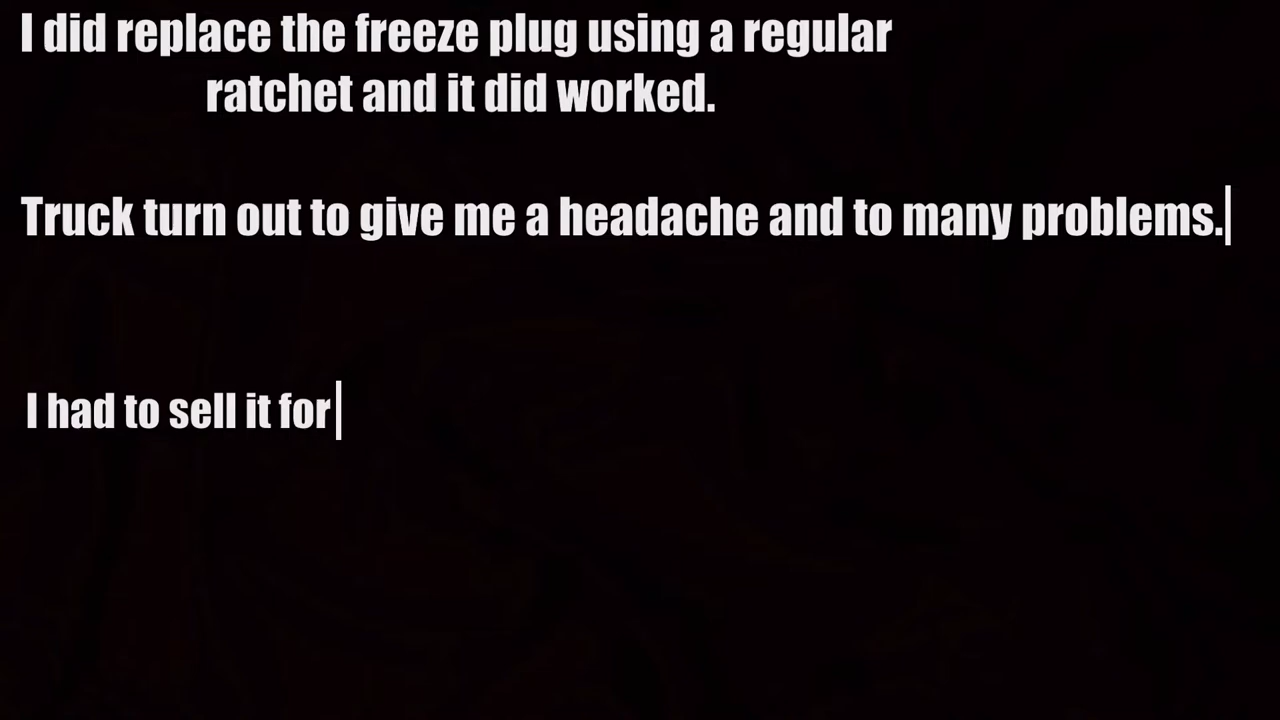 I did replace the freeze plug using a regular
ratchet and it did worked.
Truck turn out to give me a headache and to many problems.
I had to sell it for